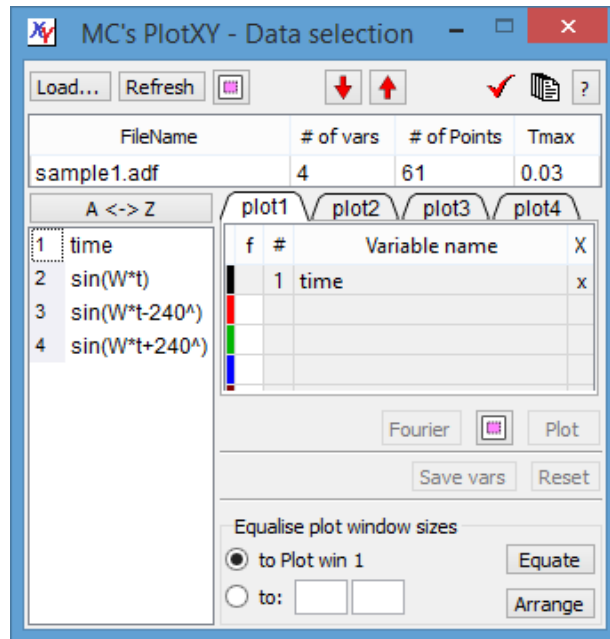 MC's PlotXY - Data selection
Load... Refresh ?
FileName # of vars # of Points Tmax
sample1.adf 4 61 0.03
A <-> Z plot1 plot2 plot3 plot4
f # Variable name X
1 time x
1 time
2 sin(W*t)
3 sin(W*t-240^)
4 sin(W*t+240^)
Fourier Plot
Save vars Reset
Equalise plot window sizes
to Plot win 1 Equate
to: Arrange